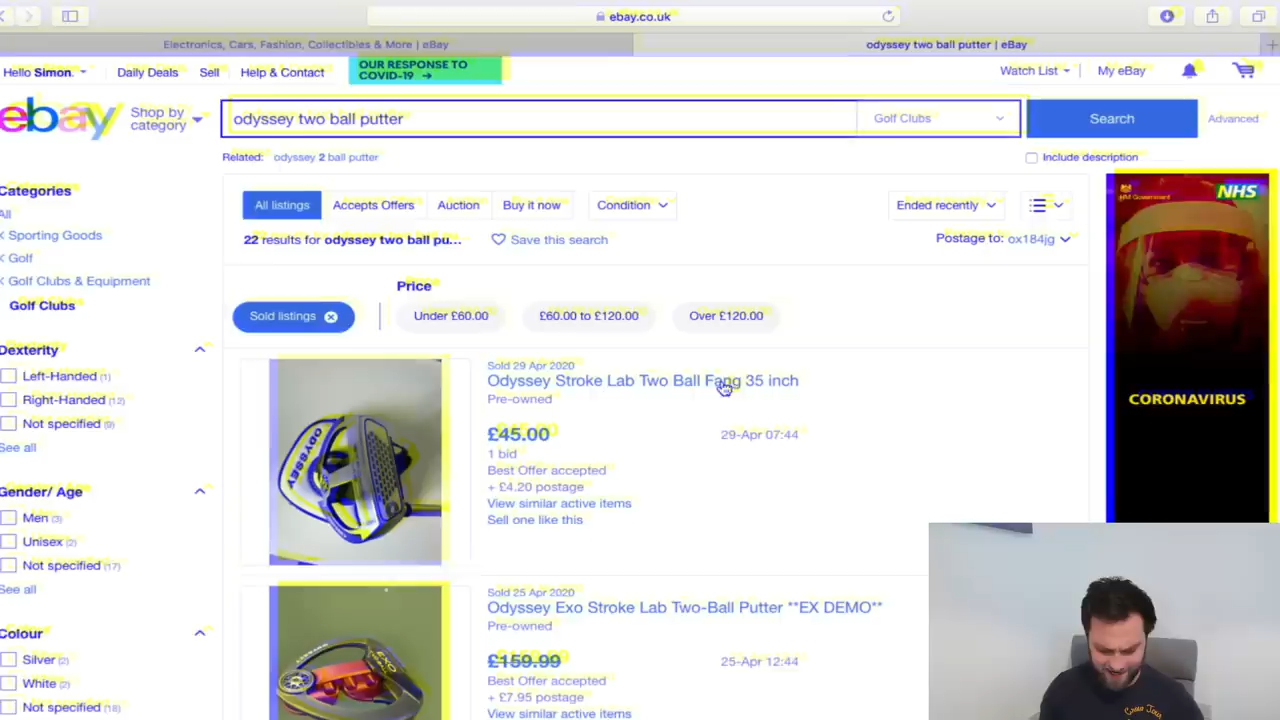 ebay.co.uk
Electronics, Cars, Fashion, Collectibles & More | eBay
odyssey two ball putter | eBay
Hello Simon.
Daily Deals
Sell
Help & Contact
OUR RESPONSE TO
COVID-19 →
Watch List
My eBay
ebay
Shop by
category
odyssey two ball putter
Golf Clubs
Search
Advanced
Related: odyssey 2 ball putter
Include description
Categories
All
Sporting Goods
Golf
Golf Clubs & Equipment
Golf Clubs
All listings
Accepts Offers
Auction
Buy it now
Condition
Ended recently
22 results for odyssey two ball pu...
Save this search
Postage to: ox184jg
Price
Sold listings
Under £60.00
£60.00 to £120.00
Over £120.00
Dexterity
Left-Handed (1)
Right-Handed (12)
Not specified (9)
See all
Gender/ Age
Men (3)
Unisex (2)
Not specified (17)
See all
Colour
Silver (2)
White (2)
Not specified (18)
Sold 29 Apr 2020
Odyssey Stroke Lab Two Ball Fang 35 inch
Pre-owned
£45.00
29-Apr 07:44
1 bid
Best Offer accepted
+ £4.20 postage
View similar active items
Sell one like this
ODYSSEY
Sold 25 Apr 2020
Odyssey Exo Stroke Lab Two-Ball Putter **EX DEMO**
Pre-owned
£159.99
25-Apr 12:44
Best Offer accepted
+ £7.95 postage
View similar active items
EXO
HM Government
NHS
CORONAVIRUS